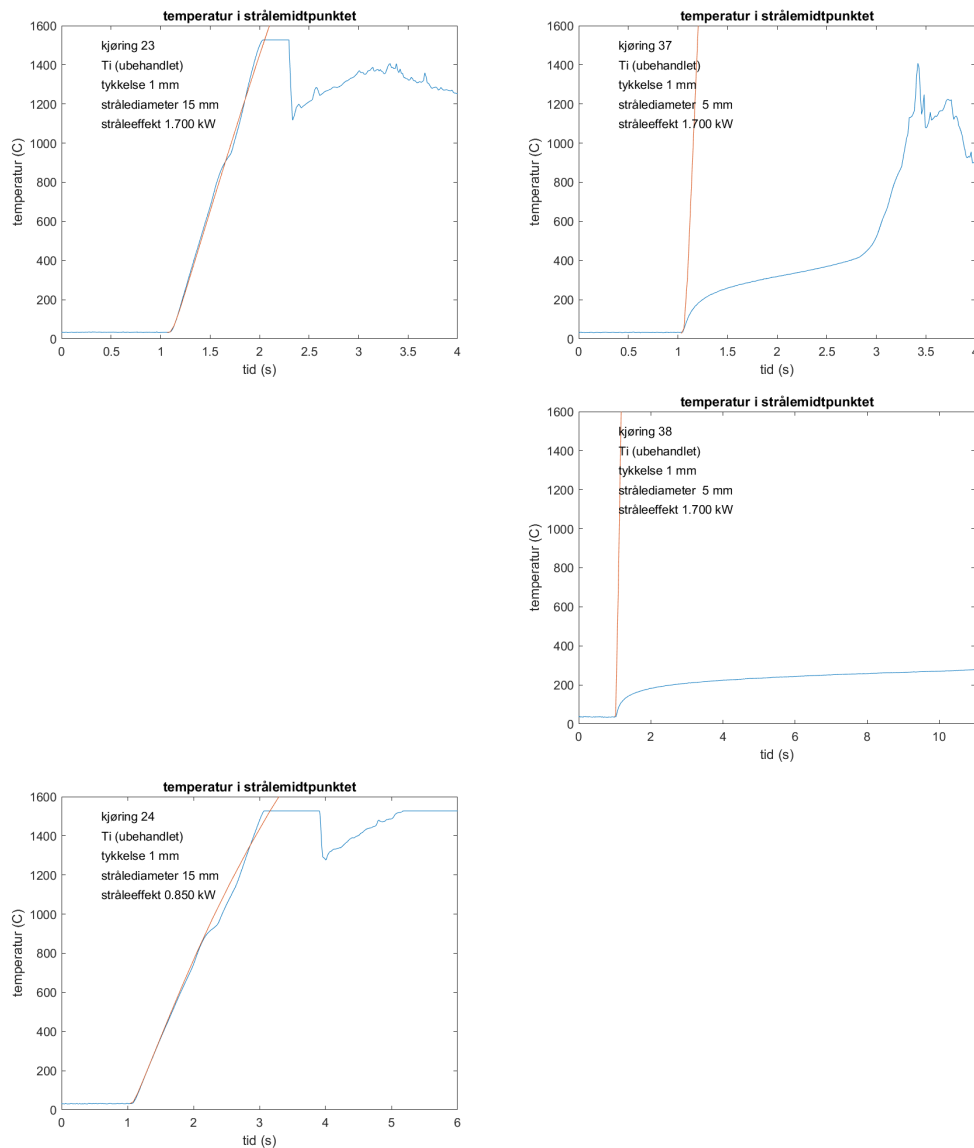 temperatur i strålemidtpunktet
1600
1400
1200
1000
800
600
400
200
0
temperatur (C)
kjøring 23
Ti (ubehandlet)
tykkelse 1 mm
strålediameter 15 mm
stråleeffekt 1.700 kW
0 0.5 1 1.5 2 2.5 3 3.5 4
tid (s)
temperatur i strålemidtpunktet
1600
1400
1200
1000
800
600
400
200
0
temperatur (C)
kjøring 37
Ti (ubehandlet)
tykkelse 1 mm
strålediameter 5 mm
stråleeffekt 1.700 kW
0 0.5 1 1.5 2 2.5 3 3.5 4
tid (s)
temperatur i strålemidtpunktet
1600
1400
1200
1000
800
600
400
200
0
temperatur (C)
kjøring 38
Ti (ubehandlet)
tykkelse 1 mm
strålediameter 5 mm
stråleeffekt 1.700 kW
0 2 4 6 8 10
tid (s)
temperatur i strålemidtpunktet
1600
1400
1200
1000
800
600
400
200
0
temperatur (C)
kjøring 24
Ti (ubehandlet)
tykkelse 1 mm
strålediameter 15 mm
stråleeffekt 0.850 kW
0 1 2 3 4 5 6
tid (s)